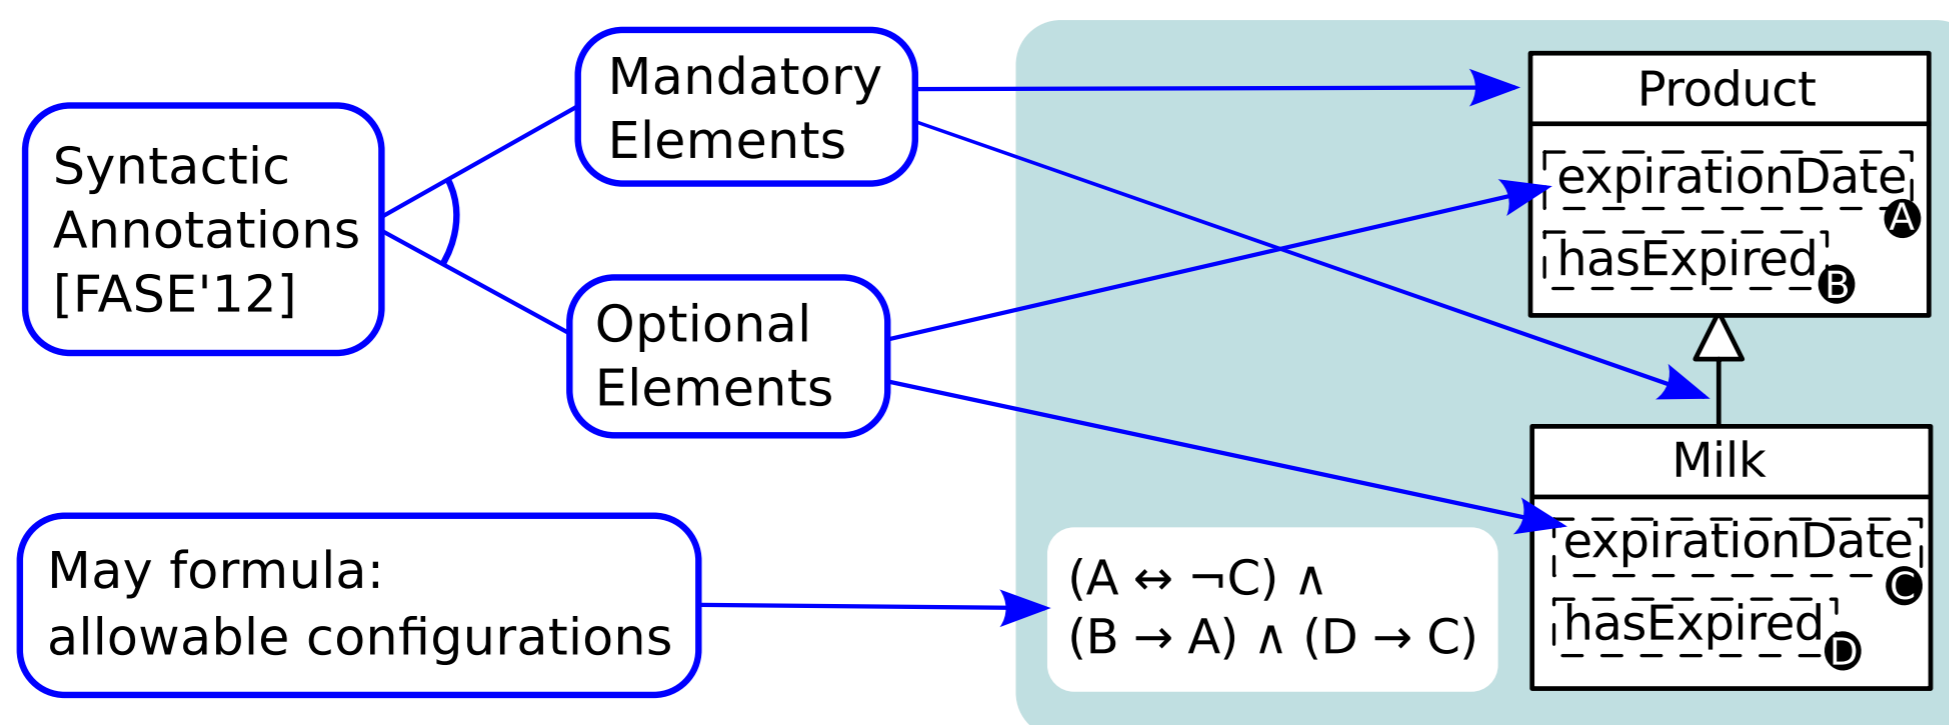 Syntactic
Annotations
[FASE'12]
Mandatory
Elements
Optional
Elements
May formula:
allowable configurations
(A ↔ ¬C) ∧
(B → A) ∧ (D → C)
Product
expirationDate
A
hasExpired
B
Milk
expirationDate
C
hasExpired
D